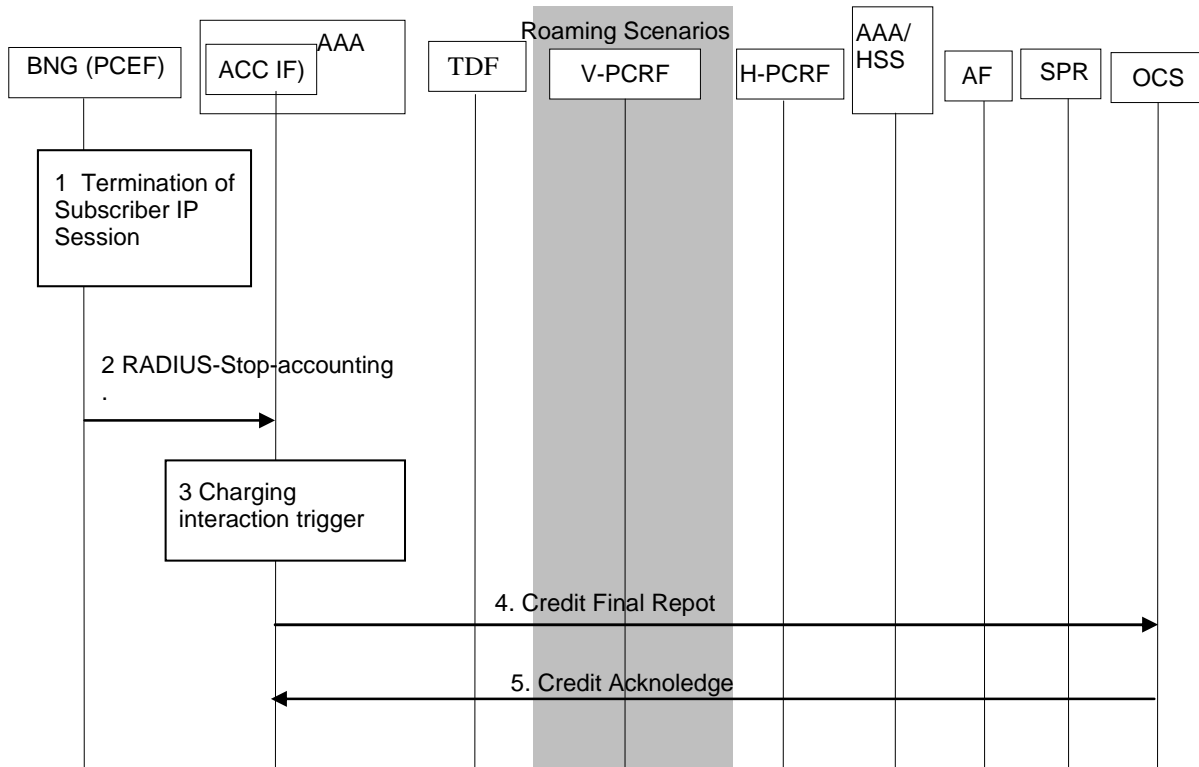 Roaming Scenarios
AAA
AAA/
HSS
BNG (PCEF)
ACC IF)
TDF
V-PCRF
H-PCRF
AF
SPR
OCS
1 Termination of
Subscriber IP
Session
2 RADIUS-Stop-accounting
.
3 Charging
interaction trigger
4. Credit Final Repot
5. Credit Acknoledge